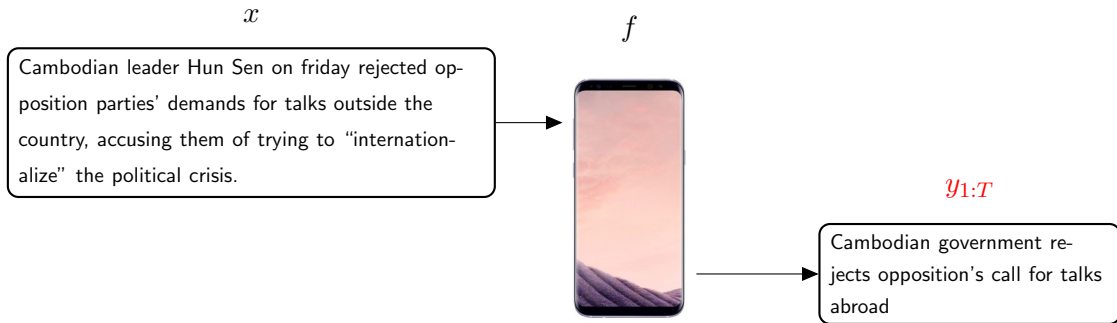 x
f
Cambodian leader Hun Sen on friday rejected op-
position parties’ demands for talks outside the
country, accusing them of trying to “internation-
alize” the political crisis.
y1:T
Cambodian government re-
jects opposition’s call for talks
abroad